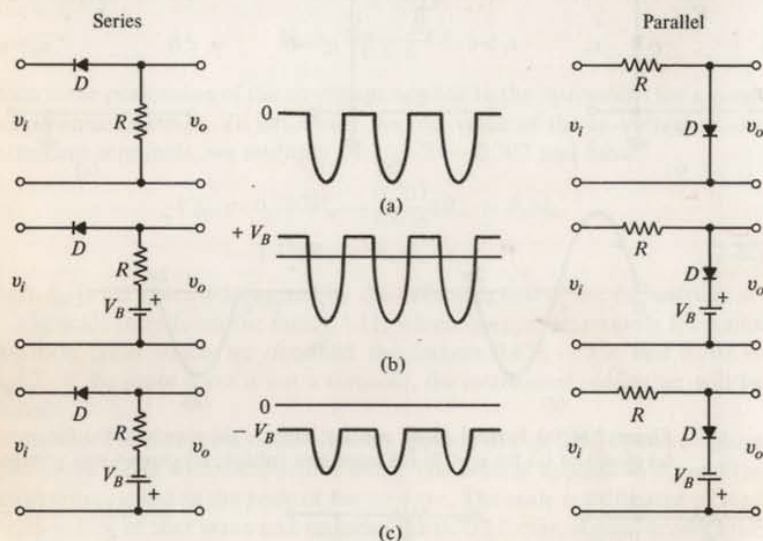 Series
Parallel
D
R
v_i
v_o
0
(a)
R
D
v_i
v_o
D
R
V_B
+
v_i
v_o
+ V_B
(b)
R
D
V_B
+
v_i
v_o
D
R
V_B
+
v_i
v_o
0
− V_B
(c)
R
D
V_B
+
v_i
v_o